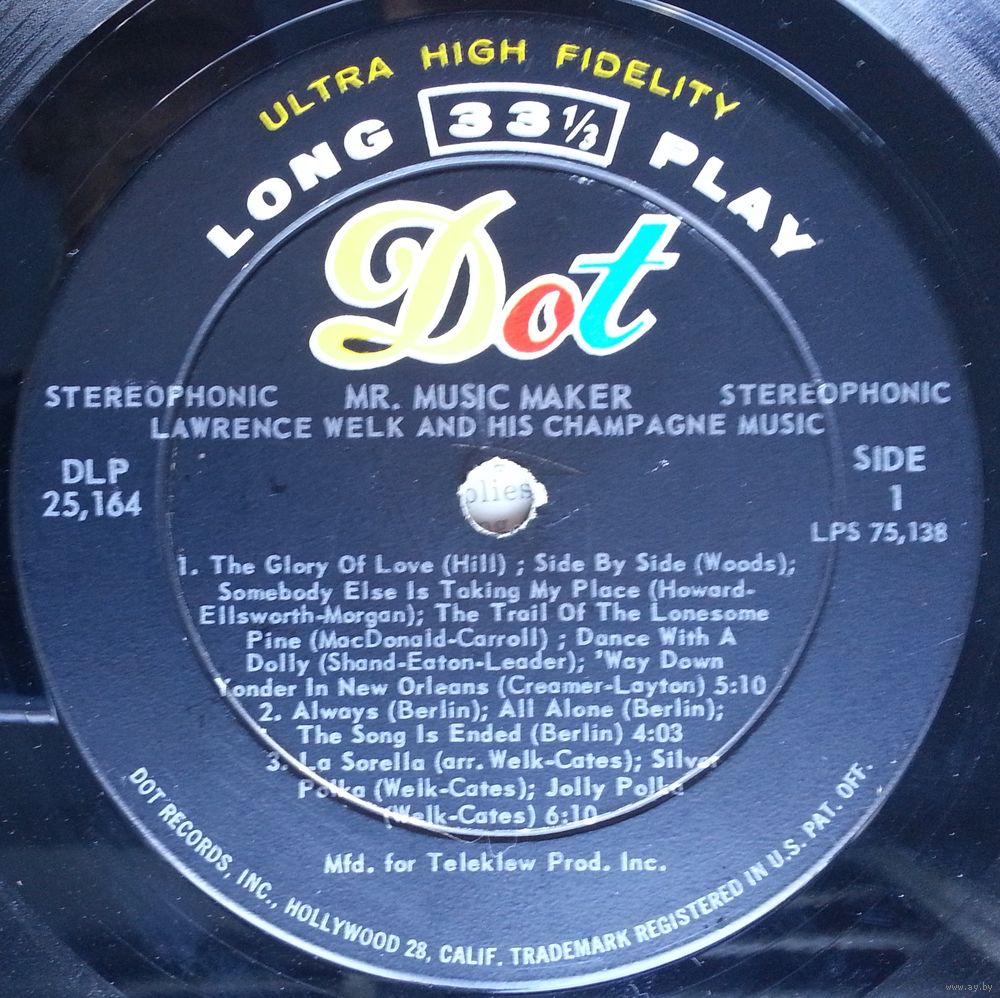 ULTRA HIGH FIDELITY
LONG 33 1/3 PLAY
Dot
STEREOPHONIC MR. MUSIC MAKER STEREOPHONIC
LAWRENCE WELK AND HIS CHAMPAGNE MUSIC
DLP
25,164
SIDE
1
LPS 75,138
plies
1. The Glory Of Love (Hill) ; Side By Side (Woods);
Somebody Else Is Taking My Place (Howard-
Ellsworth-Morgan); The Trail Of The Lonesome
Pine (MacDonald-Carroll) ; Dance With A
Dolly (Shand-Eaton-Leader); 'Way Down
Yonder In New Orleans (Creamer-Layton) 5:10
2. Always (Berlin); All Alone (Berlin);
The Song Is Ended (Berlin) 4:03
3. La Sorella (arr. Welk-Cates); Silver
Polka (Welk-Cates); Jolly Polka
(Welk-Cates) 6:10
Mfd. for Teleklew Prod. Inc.
DOT RECORDS, INC., HOLLYWOOD 28, CALIF. TRADEMARK REGISTERED IN U.S. PAT. OFF.
www.ay.by